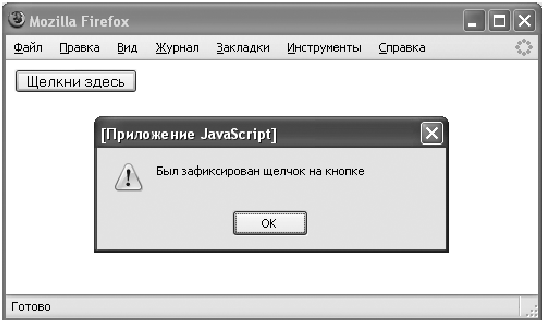 Mozilla Firefox
Файл Правка Вид Журнал Закладки Инструменты Справка
Щелкни здесь
[Приложение JavaScript]
Был зафиксирован щелчок на кнопке
OK
Готово